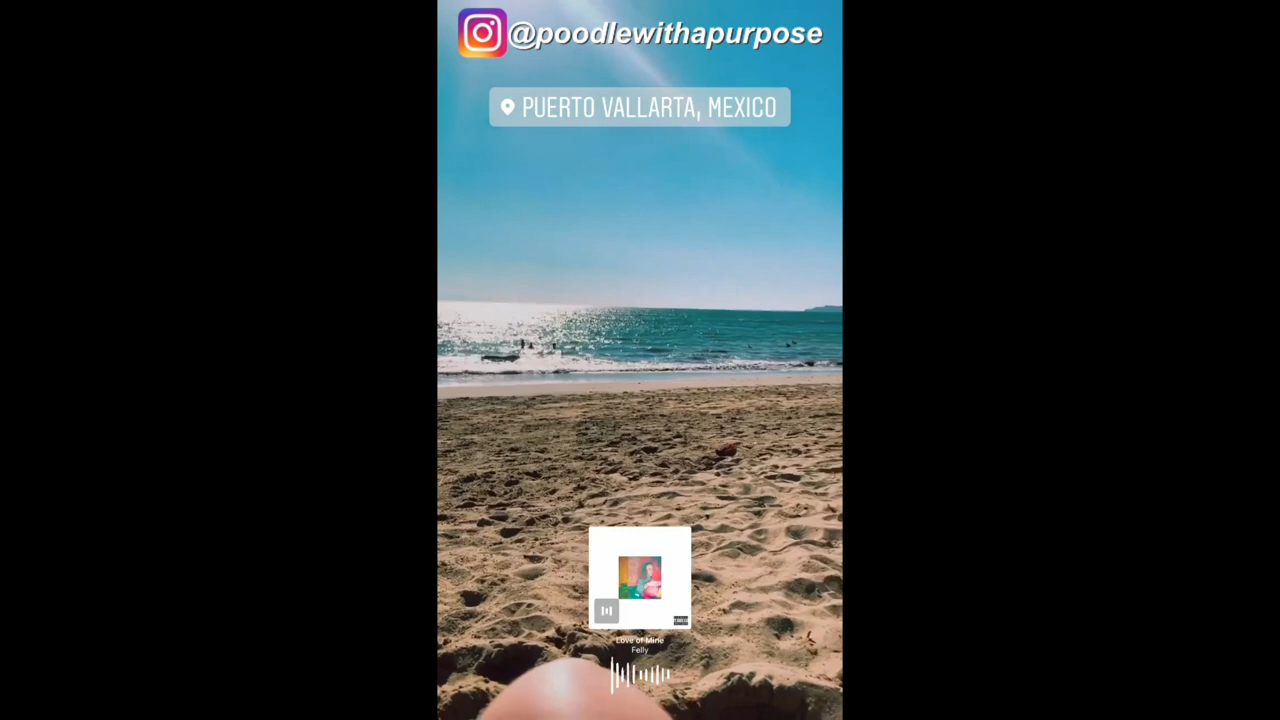 @poodlewithapurpose
PUERTO VALLARTA, MEXICO
Love of Mine
Felly